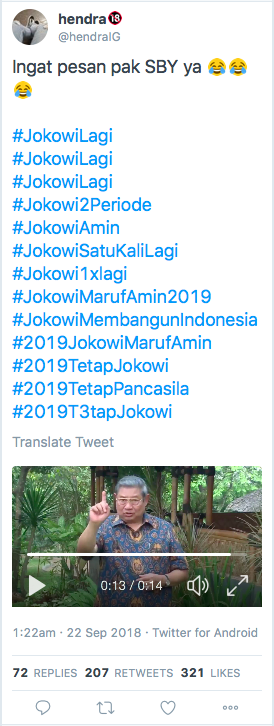 hendra🔞
@hendralG
Ingat pesan pak SBY ya 😂😂
😂
#JokowiLagi
#JokowiLagi
#JokowiLagi
#Jokowi2Periode
#JokowiAmin
#JokowiSatuKaliLagi
#Jokowi1xlagi
#JokowiMarufAmin2019
#JokowiMembangunIndonesia
#2019JokowiMarufAmin
#2019TetapJokowi
#2019TetapPancasila
#2019T3tapJokowi
Translate Tweet
0:13 / 0:14
1:22am · 22 Sep 2018 · Twitter for Android
72 REPLIES 207 RETWEETS 321 LIKES